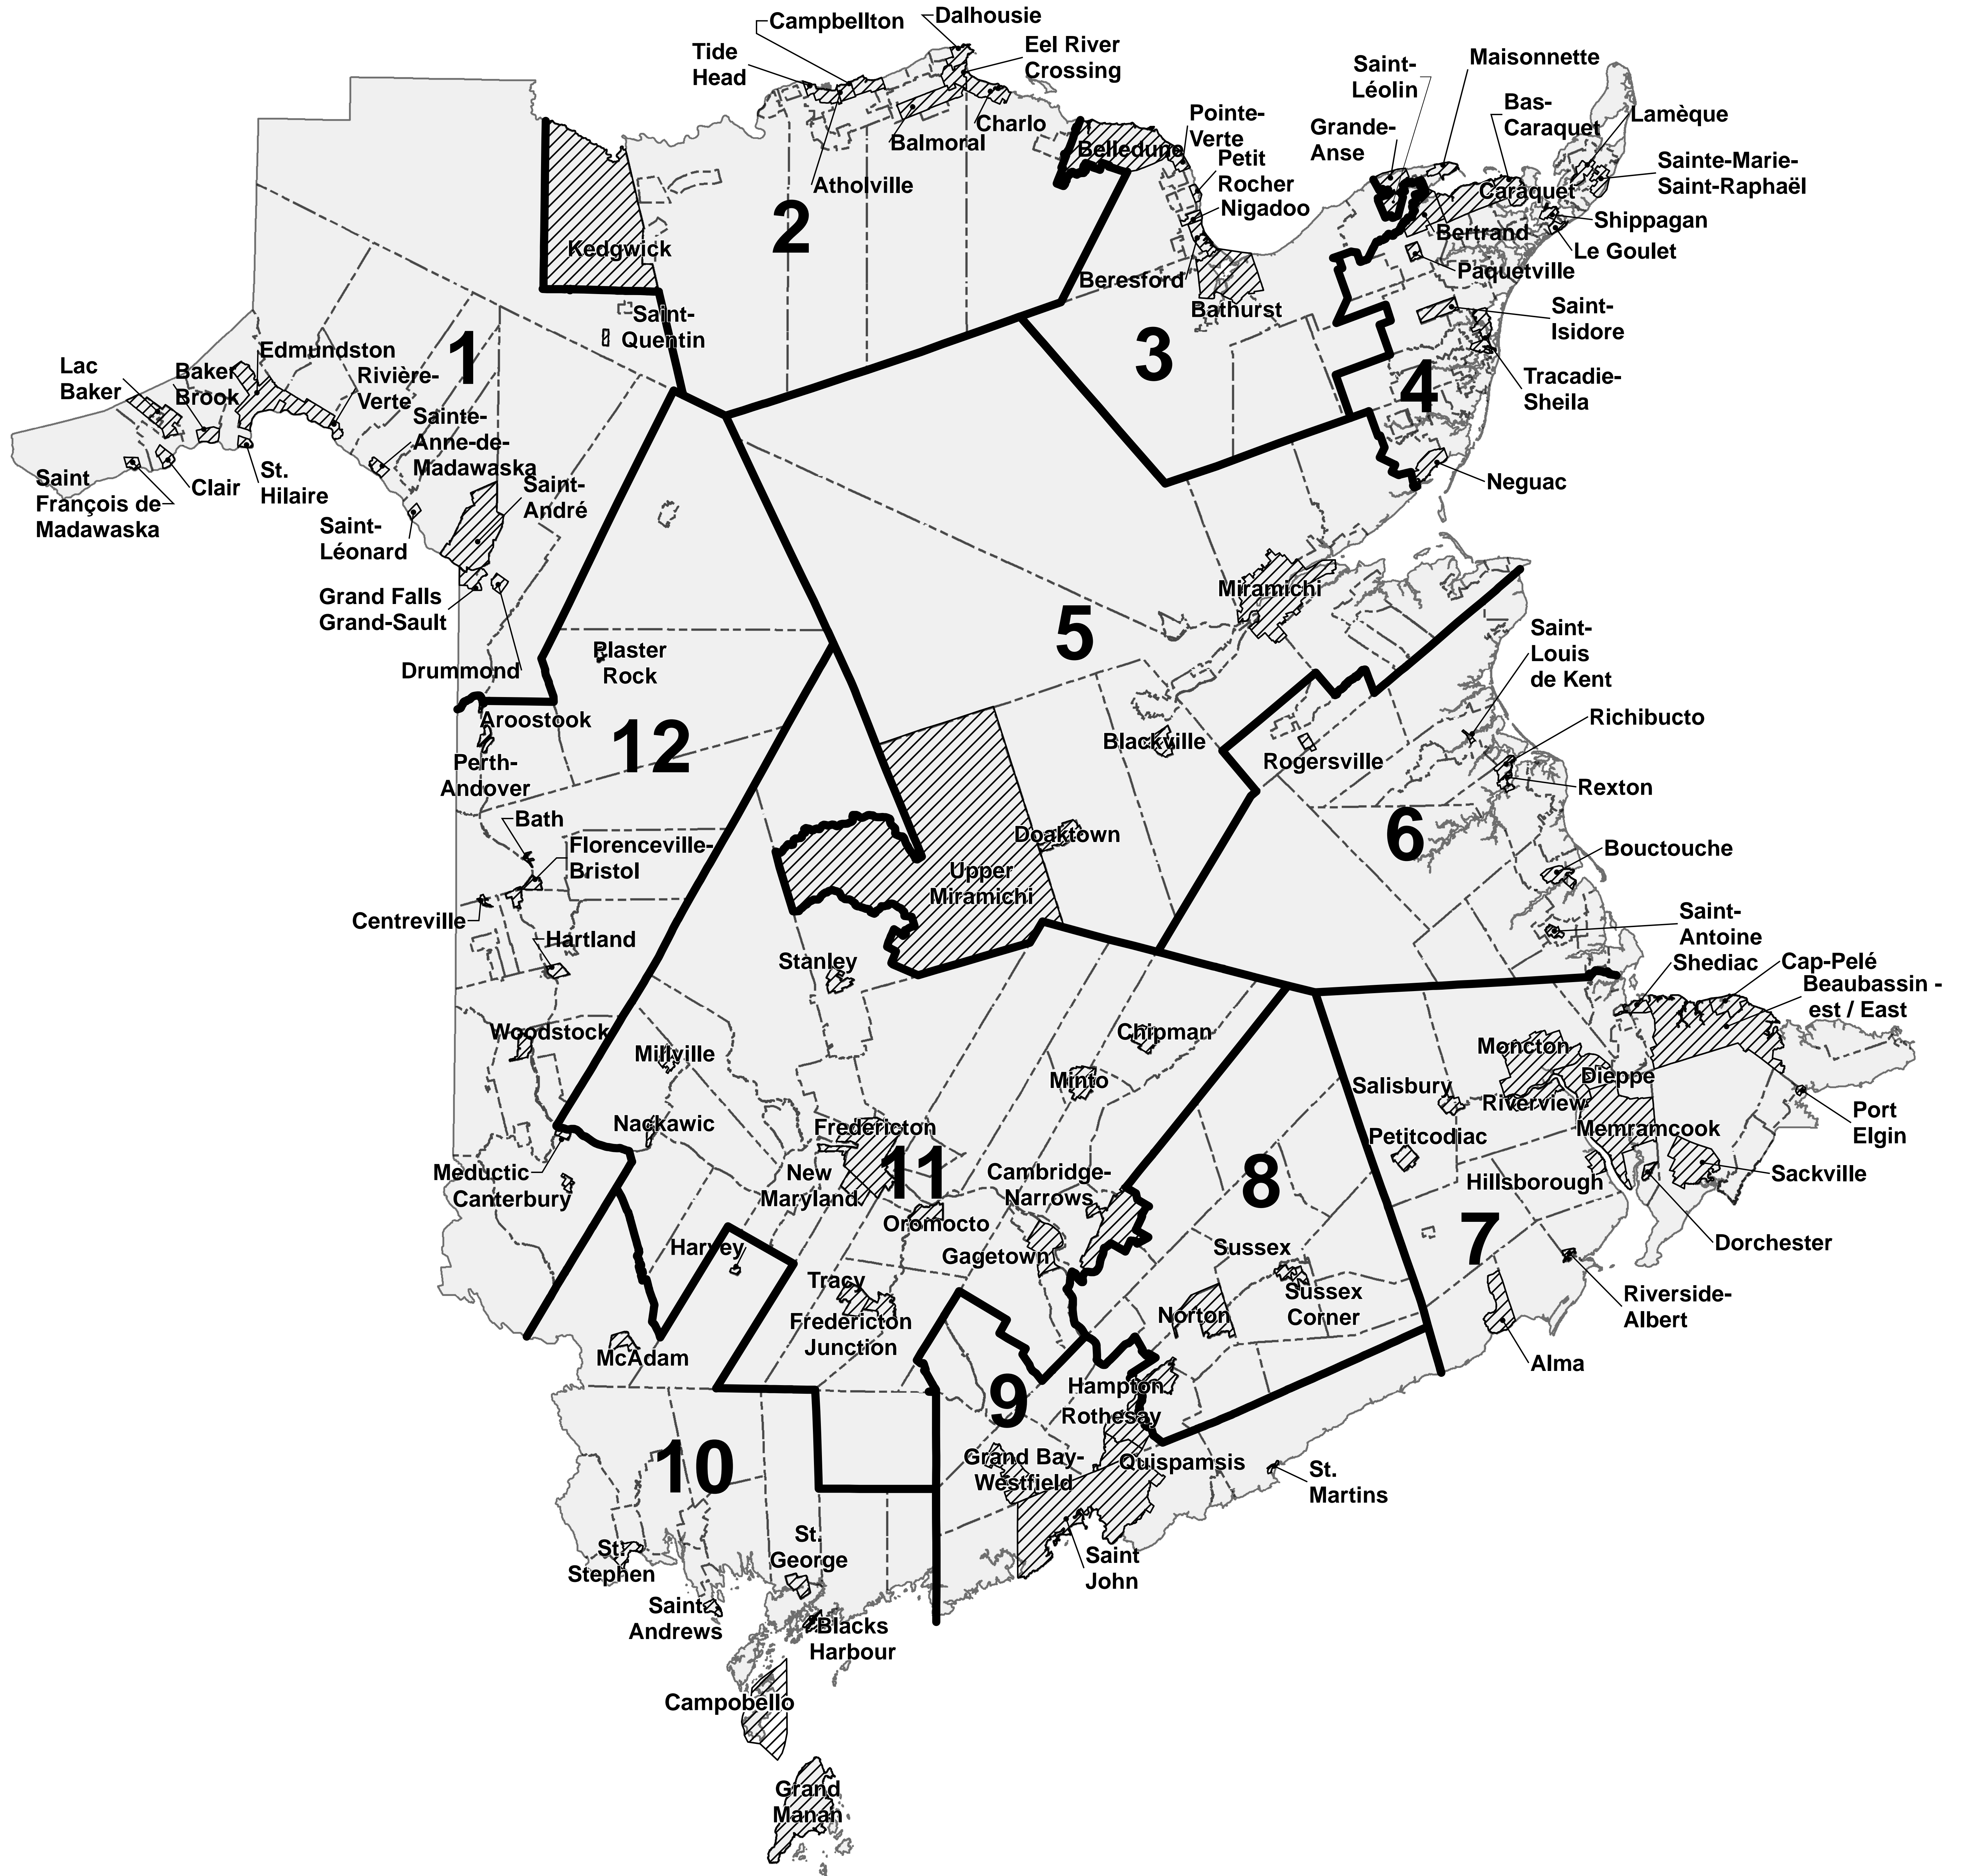 Campbellton
Dalhousie
Tide
Head
Eel River
Crossing
Charlo
Balmoral
Atholville
2
Kedgwick
Saint-
Quentin
Belledune
Pointe-
Verte
Petit
Rocher
Nigadoo
Beresford
Bathurst
3
Saint-
Léolin
Maisonnette
Grande-
Anse
Bas-
Caraquet
Lamèque
Caraquet
Sainte-Marie-
Saint-Raphaël
Shippagan
Le Goulet
Bertrand
Paquetville
Saint-
Isidore
Tracadie-
Sheila
4
Neguac
1
Lac
Baker
Baker
Brook
Edmundston
Rivière-
Verte
Sainte-
Anne-de-
Madawaska
Saint
François de
Madawaska
Clair
St.
Hilaire
Saint-
André
Saint-
Léonard
Grand Falls
Grand-Sault
Drummond
Plaster
Rock
12
Aroostook
Perth-
Andover
Bath
Florenceville-
Bristol
Centreville
Hartland
Woodstock
Meductic
Canterbury
5
Miramichi
Blackville
Doaktown
Upper
Miramichi
Saint-
Louis
de Kent
Richibucto
Rexton
Rogersville
6
Bouctouche
Saint-
Antoine
Shediac
Cap-Pelé
Beaubassin -
est / East
Moncton
Dieppe
Salisbury
Riverview
Memramcook
Petitcodiac
Hillsborough
Port
Elgin
Sackville
Dorchester
7
Riverside-
Albert
Alma
Stanley
Millville
Nackawic
Chipman
Minto
Fredericton
11
New
Maryland
Oromocto
Cambridge-
Narrows
Gagetown
Harvey
Tracy
Fredericton
Junction
McAdam
8
Sussex
Sussex
Corner
Norton
Hampton
9
Rothesay
Quispamsis
Grand Bay-
Westfield
St.
Martins
Saint
John
10
St.
Stephen
St.
George
Saint
Andrews
Blacks
Harbour
Campobello
Grand
Manan